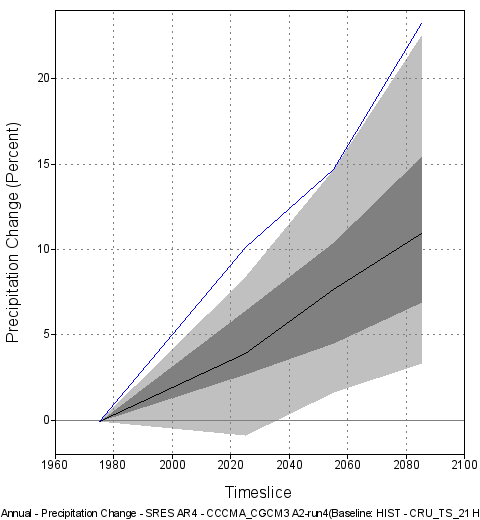 Precipitation Change (Percent)
20
15
10
5
0
1960 1980 2000 2020 2040 2060 2080 2100
Timeslice
Annual - Precipitation Change - SRES AR4 - CCCMA_CGCM3 A2-run4(Baseline: HIST - CRU_TS_21 H